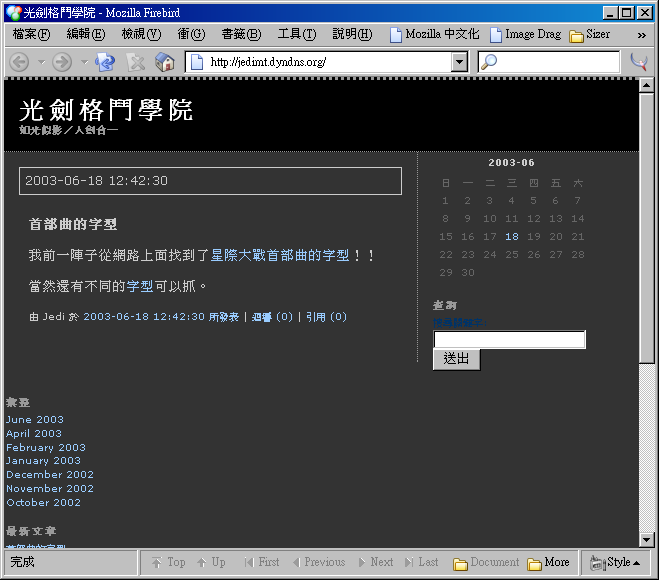 光劍格鬥學院 - Mozilla Firebird
檔案(F) 編輯(E) 檢視(V) 衝(G) 書籤(B) 工具(T) 說明(H) Mozilla 中文化 Image Drag Sizer »
http://jedimt.dyndns.org/
光劍格鬥學院
如光似影／人劍合一
2003-06-18 12:42:30
首部曲的字型
我前一陣子從網路上面找到了星際大戰首部曲的字型！！
當然還有不同的字型可以抓。
由 Jedi 於 2003-06-18 12:42:30 所發表 | 迴響 (0) | 引用 (0)
2003-06
日 一 二 三 四 五 六
1 2 3 4 5 6 7
8 9 10 11 12 13 14
15 16 17 18 19 20 21
22 23 24 25 26 27 28
29 30
查詢
送出
彙整
June 2003
April 2003
February 2003
January 2003
December 2002
November 2002
October 2002
最新文章
首部曲的字型
完成 Top Up First Previous Next Last Document More Style